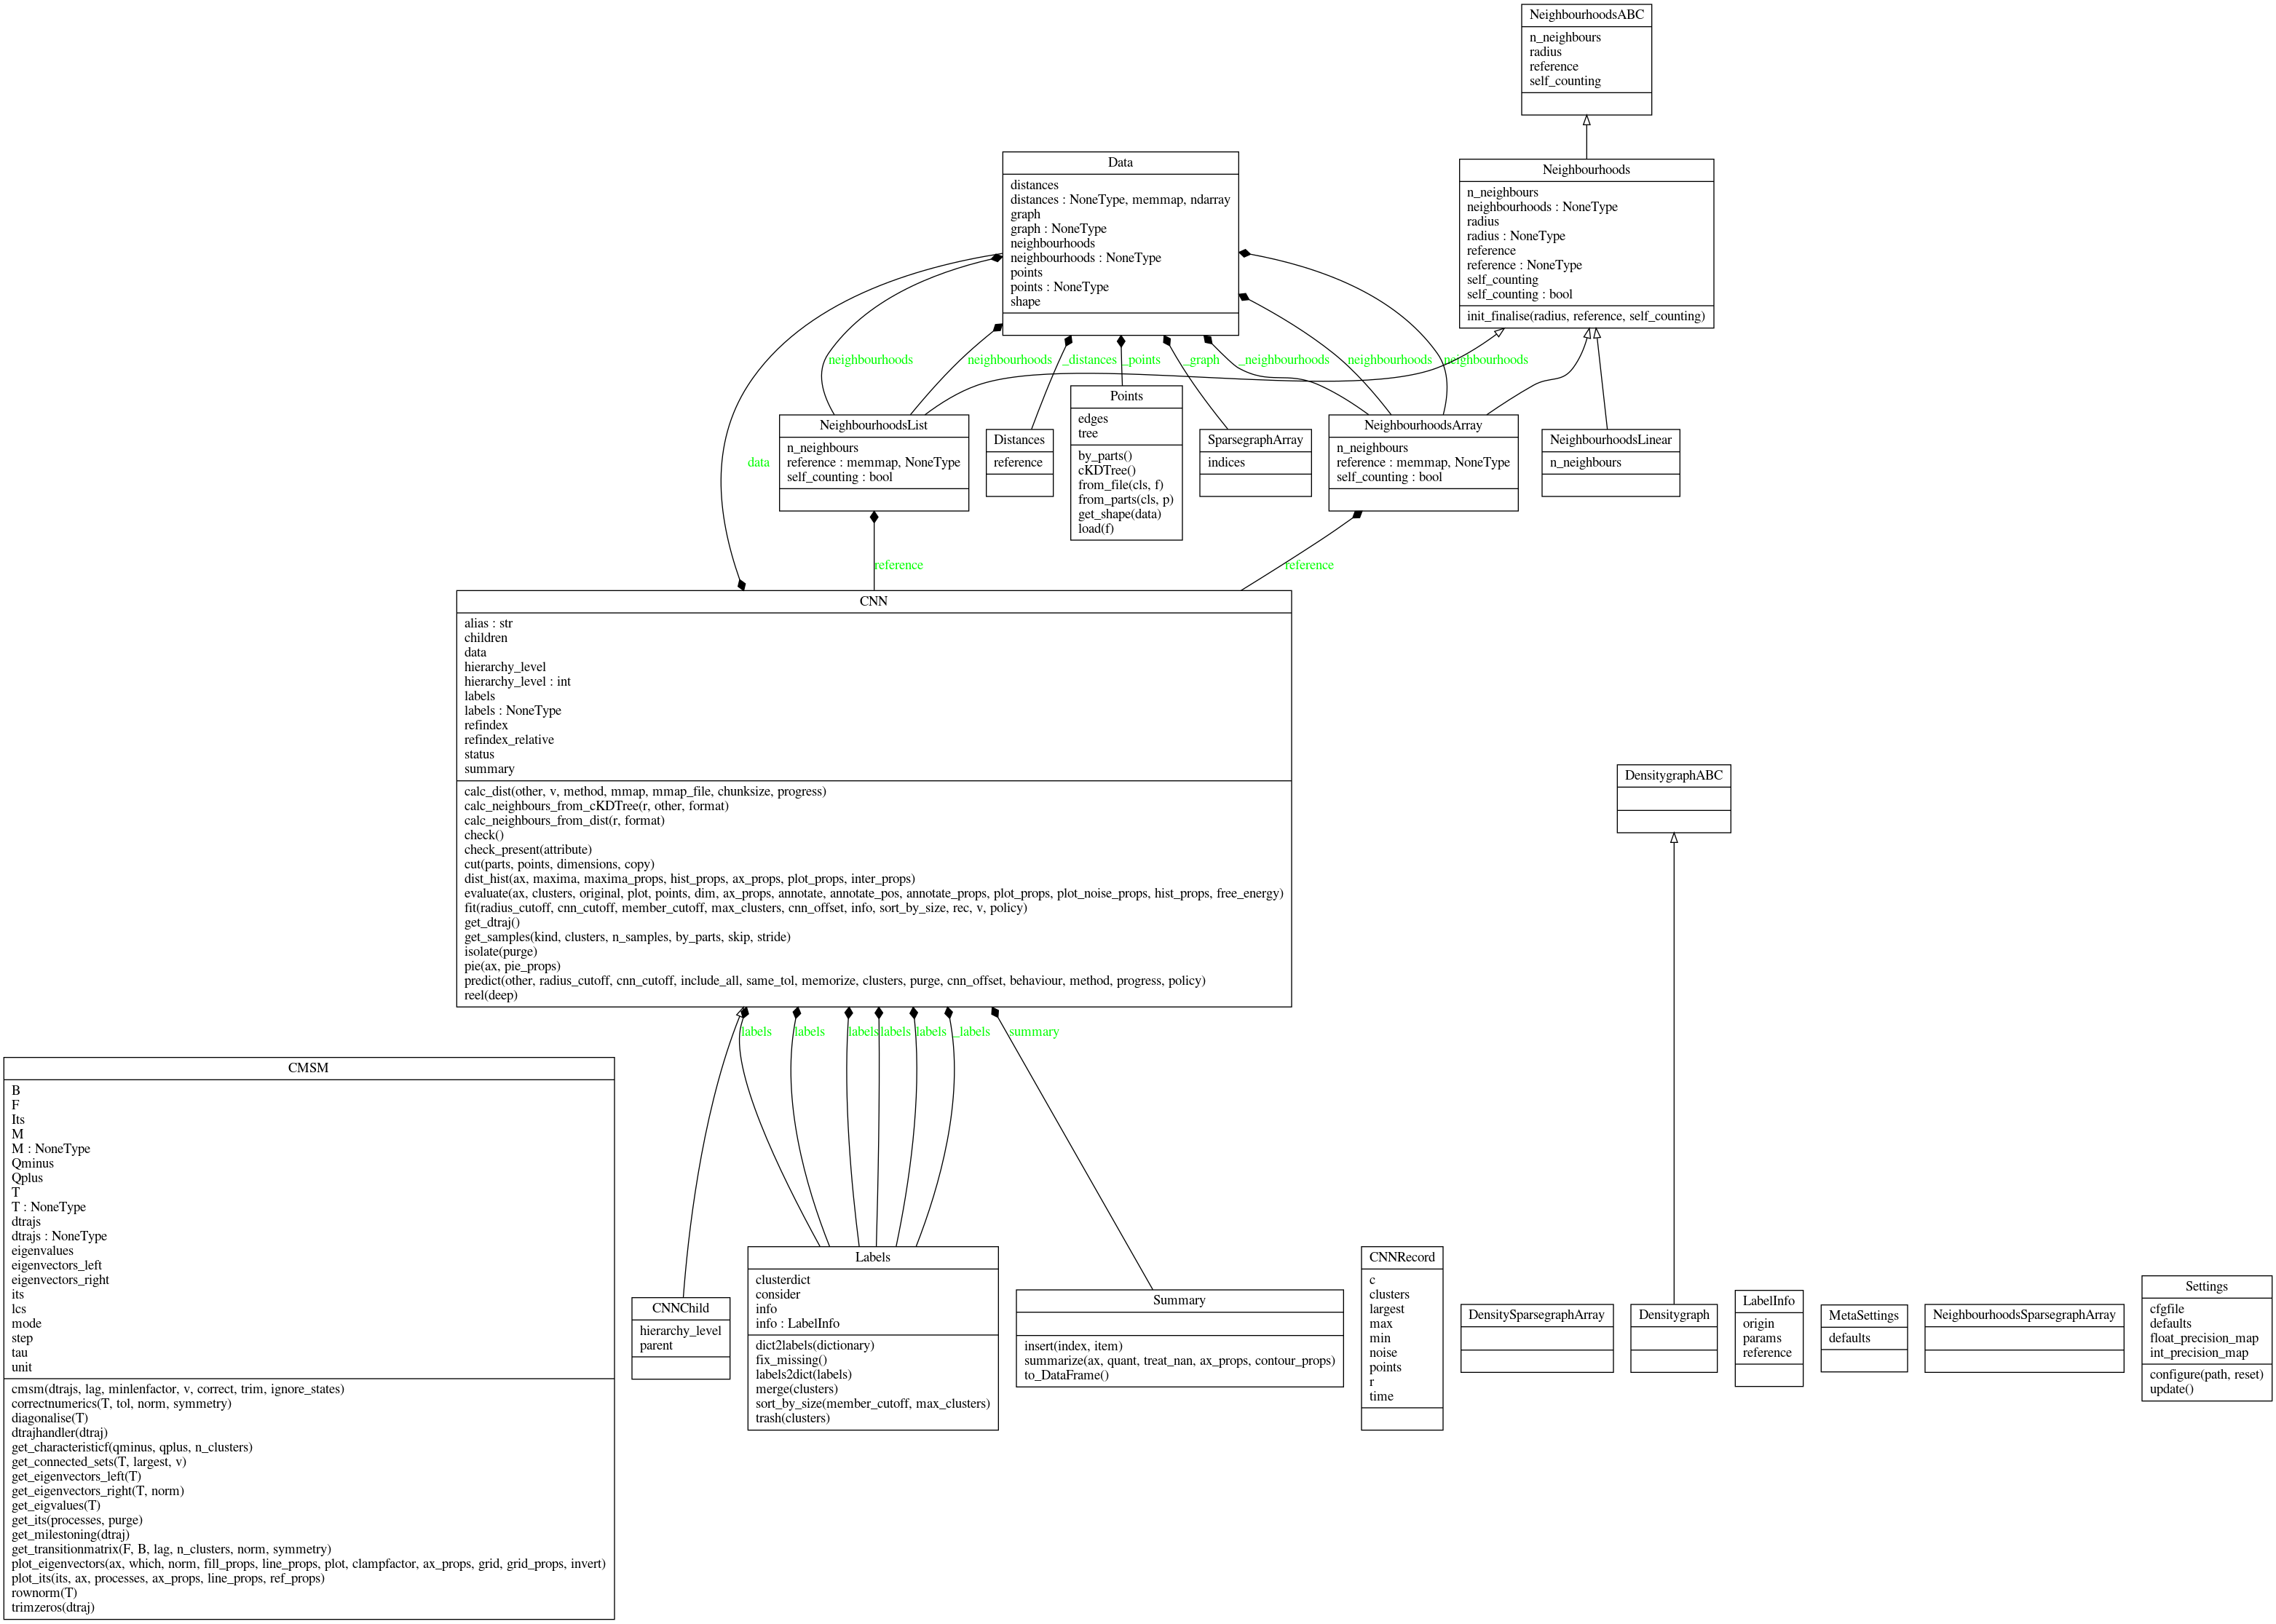 NeighbourhoodsABC
n_neighbours
radius
reference
self_counting
Data
distances
distances : NoneType, memmap, ndarray
graph
graph : NoneType
neighbourhoods
neighbourhoods : NoneType
points
points : NoneType
shape
Neighbourhoods
n_neighbours
neighbourhoods : NoneType
radius
radius : NoneType
reference
reference : NoneType
self_counting
self_counting : bool
init_finalise(radius, reference, self_counting)
neighbourhoods
neighbourhoods
_distances
_points
_graph
_neighbourhoods
neighbourhoods
neighbourhoods
data
NeighbourhoodsList
n_neighbours
reference : memmap, NoneType
self_counting : bool
Distances
reference
Points
edges
tree
by_parts()
cKDTree()
from_file(cls, f)
from_parts(cls, p)
get_shape(data)
load(f)
SparsegraphArray
indices
NeighbourhoodsArray
n_neighbours
reference : memmap, NoneType
self_counting : bool
NeighbourhoodsLinear
n_neighbours
reference
reference
CNN
alias : str
children
data
hierarchy_level
hierarchy_level : int
labels
labels : NoneType
refindex
refindex_relative
status
summary
calc_dist(other, v, method, mmap, mmap_file, chunksize, progress)
calc_neighbours_from_cKDTree(r, other, format)
calc_neighbours_from_dist(r, format)
check()
check_present(attribute)
cut(parts, points, dimensions, copy)
dist_hist(ax, maxima, maxima_props, hist_props, ax_props, plot_props, inter_props)
evaluate(ax, clusters, original, plot, points, dim, ax_props, annotate, annotate_pos, annotate_props, plot_props, plot_noise_props, hist_props, free_energy)
fit(radius_cutoff, cnn_cutoff, member_cutoff, max_clusters, cnn_offset, info, sort_by_size, rec, v, policy)
get_dtraj()
get_samples(kind, clusters, n_samples, by_parts, skip, stride)
isolate(purge)
pie(ax, pie_props)
predict(other, radius_cutoff, cnn_cutoff, include_all, same_tol, memorize, clusters, purge, cnn_offset, behaviour, method, progress, policy)
reel(deep)
DensitygraphABC
labels
labels
labels
labels
labels
_labels
summary
CMSM
B
F
Its
M
M : NoneType
Qminus
Qplus
T
T : NoneType
dtrajs
dtrajs : NoneType
eigenvalues
eigenvectors_left
eigenvectors_right
its
lcs
mode
step
tau
unit
cmsm(dtrajs, lag, minlenfactor, v, correct, trim, ignore_states)
correctnumerics(T, tol, norm, symmetry)
diagonalise(T)
dtrajhandler(dtraj)
get_characteristicf(qminus, qplus, n_clusters)
get_connected_sets(T, largest, v)
get_eigenvectors_left(T)
get_eigenvectors_right(T, norm)
get_eigvalues(T)
get_its(processes, purge)
get_milestoning(dtraj)
get_transitionmatrix(F, B, lag, n_clusters, norm, symmetry)
plot_eigenvectors(ax, which, norm, fill_props, line_props, plot, clampfactor, ax_props, grid, grid_props, invert)
plot_its(its, ax, processes, ax_props, line_props, ref_props)
rownorm(T)
trimzeros(dtraj)
CNNChild
hierarchy_level
parent
Labels
clusterdict
consider
info
info : LabelInfo
dict2labels(dictionary)
fix_missing()
labels2dict(labels)
merge(clusters)
sort_by_size(member_cutoff, max_clusters)
trash(clusters)
Summary
insert(index, item)
summarize(ax, quant, treat_nan, ax_props, contour_props)
to_DataFrame()
CNNRecord
c
clusters
largest
max
min
noise
points
r
time
DensitySparsegraphArray
Densitygraph
LabelInfo
origin
params
reference
MetaSettings
defaults
NeighbourhoodsSparsegraphArray
Settings
cfgfile
defaults
float_precision_map
int_precision_map
configure(path, reset)
update()